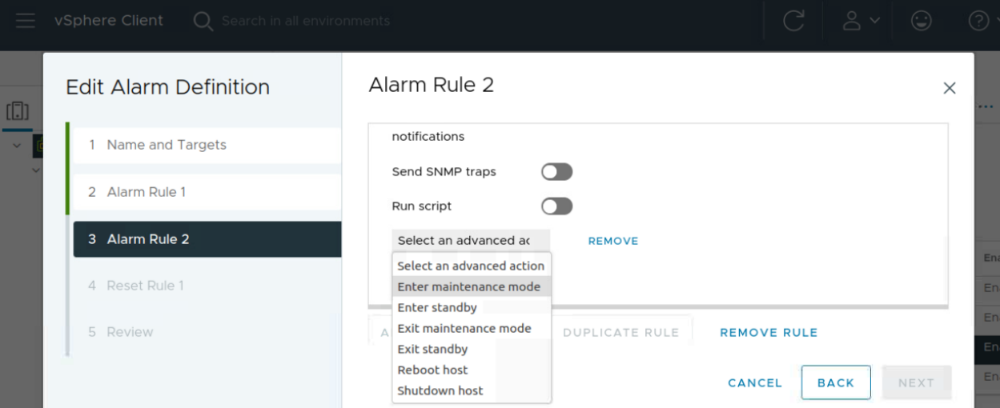 vSphere Client
Search in all environments
Edit Alarm Definition
1 Name and Targets
2 Alarm Rule 1
3 Alarm Rule 2
4 Reset Rule 1
5 Review
Alarm Rule 2
notifications
Send SNMP traps
Run script
Select an advanced ac
REMOVE
Select an advanced action
Enter maintenance mode
Enter standby
Exit maintenance mode
Exit standby
Reboot host
Shutdown host
A
DUPLICATE RULE
REMOVE RULE
CANCEL
BACK
NEXT
Ena
En
En
En
En